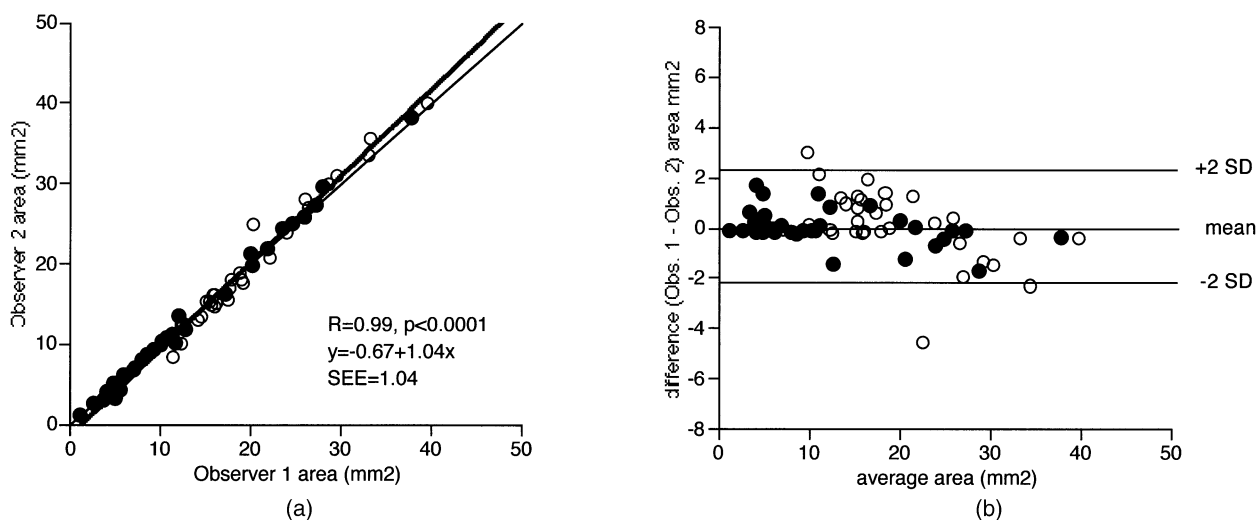 50
40
30
20
10
0
Observer 2 area (mm2)
R=0.99, p<0.0001
y=-0.67+1.04x
SEE=1.04
0 10 20 30 40 50
Observer 1 area (mm2)
(a)
8
6
4
2
0
-2
-4
-6
-8
difference (Obs. 1 - Obs. 2) area mm2
+2 SD
mean
-2 SD
0 10 20 30 40 50
average area (mm2)
(b)